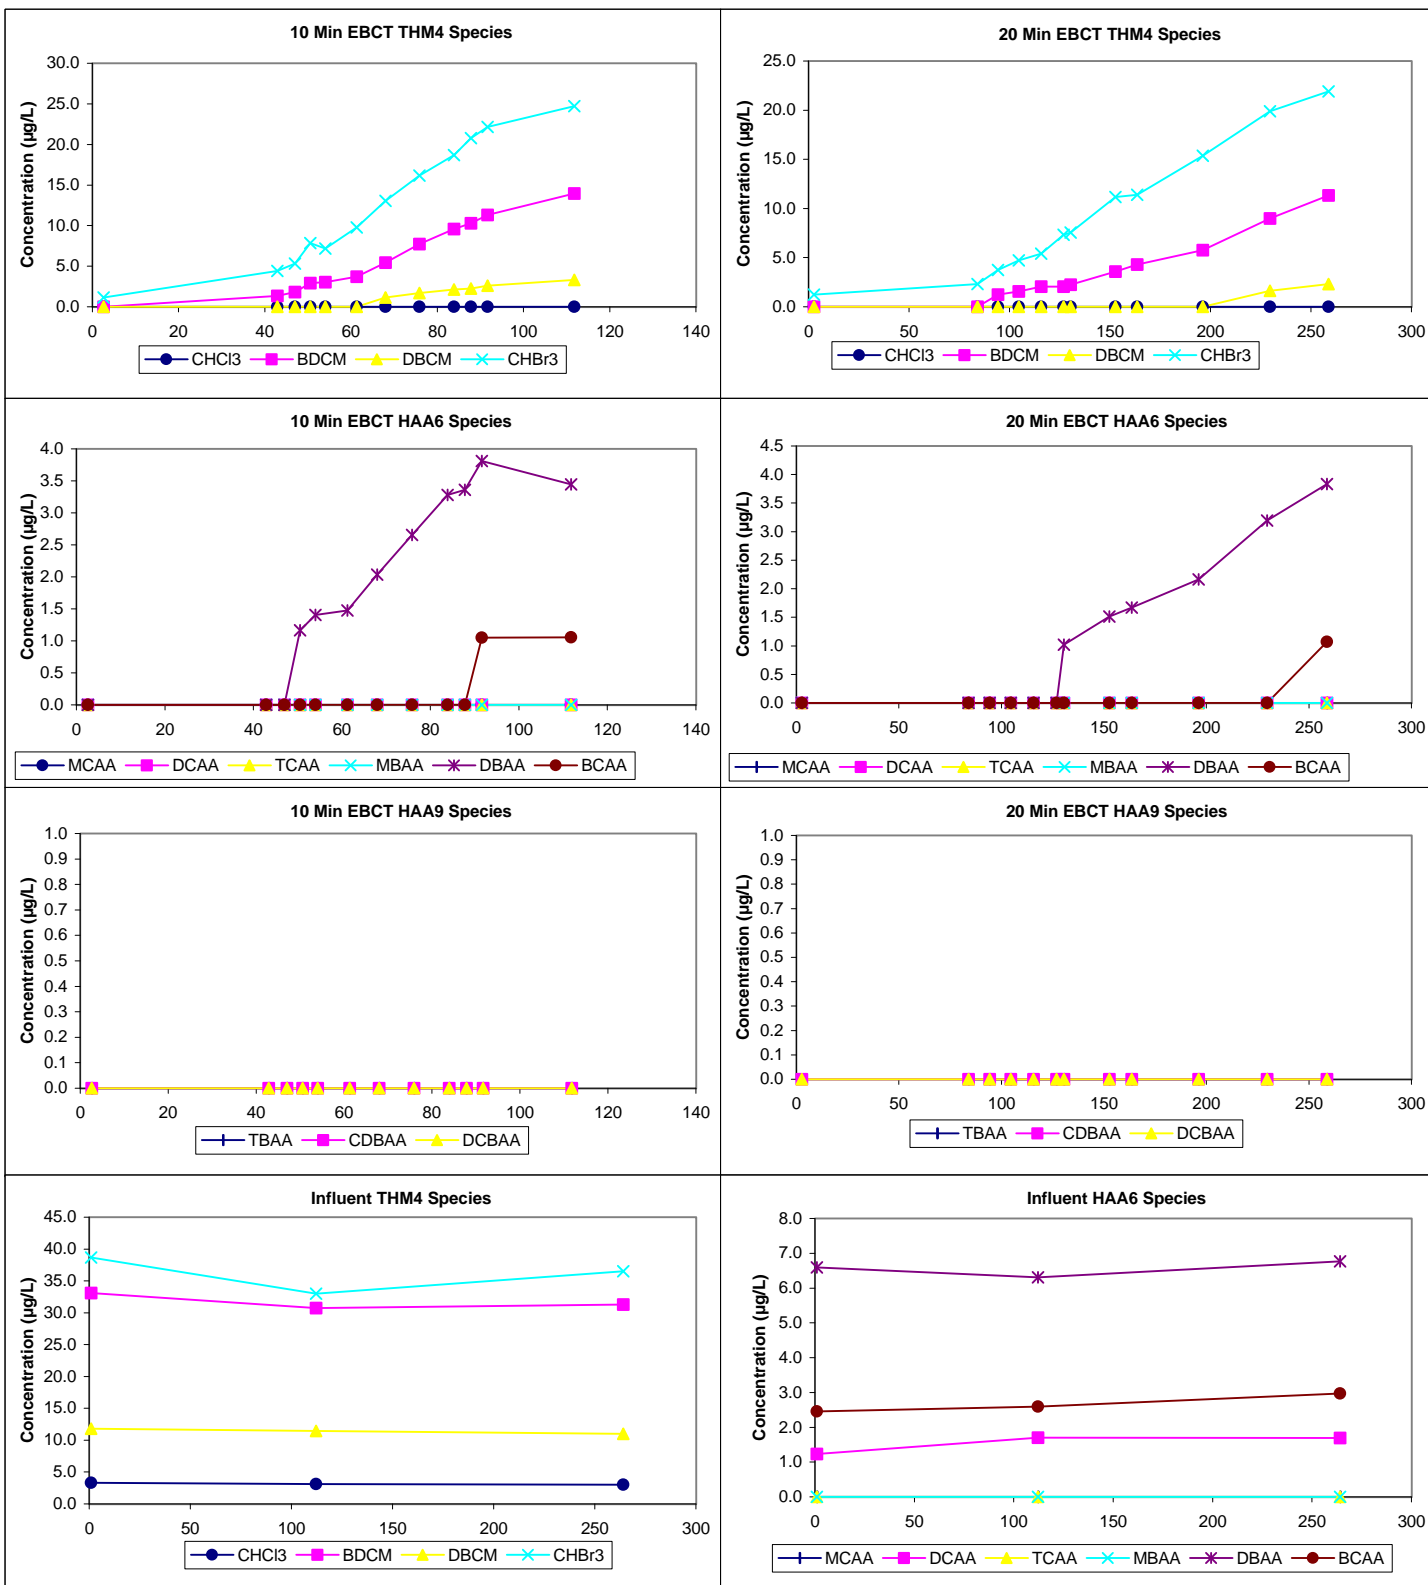 10 Min EBCT THM4 Species
Concentration (µg/L)
30.0
25.0
20.0
15.0
10.0
5.0
0.0
0 20 40 60 80 100 120 140
CHCl3 BDCM DBCM CHBr3
20 Min EBCT THM4 Species
Concentration (µg/L)
25.0
20.0
15.0
10.0
5.0
0.0
0 50 100 150 200 250 300
CHCl3 BDCM DBCM CHBr3
10 Min EBCT HAA6 Species
Concentration (µg/L)
4.0
3.5
3.0
2.5
2.0
1.5
1.0
0.5
0.0
0 20 40 60 80 100 120 140
MCAA DCAA TCAA MBAA DBAA BCAA
20 Min EBCT HAA6 Species
Concentration (µg/L)
4.5
4.0
3.5
3.0
2.5
2.0
1.5
1.0
0.5
0.0
0 50 100 150 200 250 300
MCAA DCAA TCAA MBAA DBAA BCAA
10 Min EBCT HAA9 Species
Concentration (µg/L)
1.0
0.9
0.8
0.7
0.6
0.5
0.4
0.3
0.2
0.1
0.0
0 20 40 60 80 100 120 140
TBAA CDBAA DCBAA
20 Min EBCT HAA9 Species
Concentration (µg/L)
1.0
0.9
0.8
0.7
0.6
0.5
0.4
0.3
0.2
0.1
0.0
0 50 100 150 200 250 300
TBAA CDBAA DCBAA
Influent THM4 Species
Concentration (µg/L)
45.0
40.0
35.0
30.0
25.0
20.0
15.0
10.0
5.0
0.0
0 50 100 150 200 250 300
CHCl3 BDCM DBCM CHBr3
Influent HAA6 Species
Concentration (µg/L)
8.0
7.0
6.0
5.0
4.0
3.0
2.0
1.0
0.0
0 50 100 150 200 250 300
MCAA DCAA TCAA MBAA DBAA BCAA